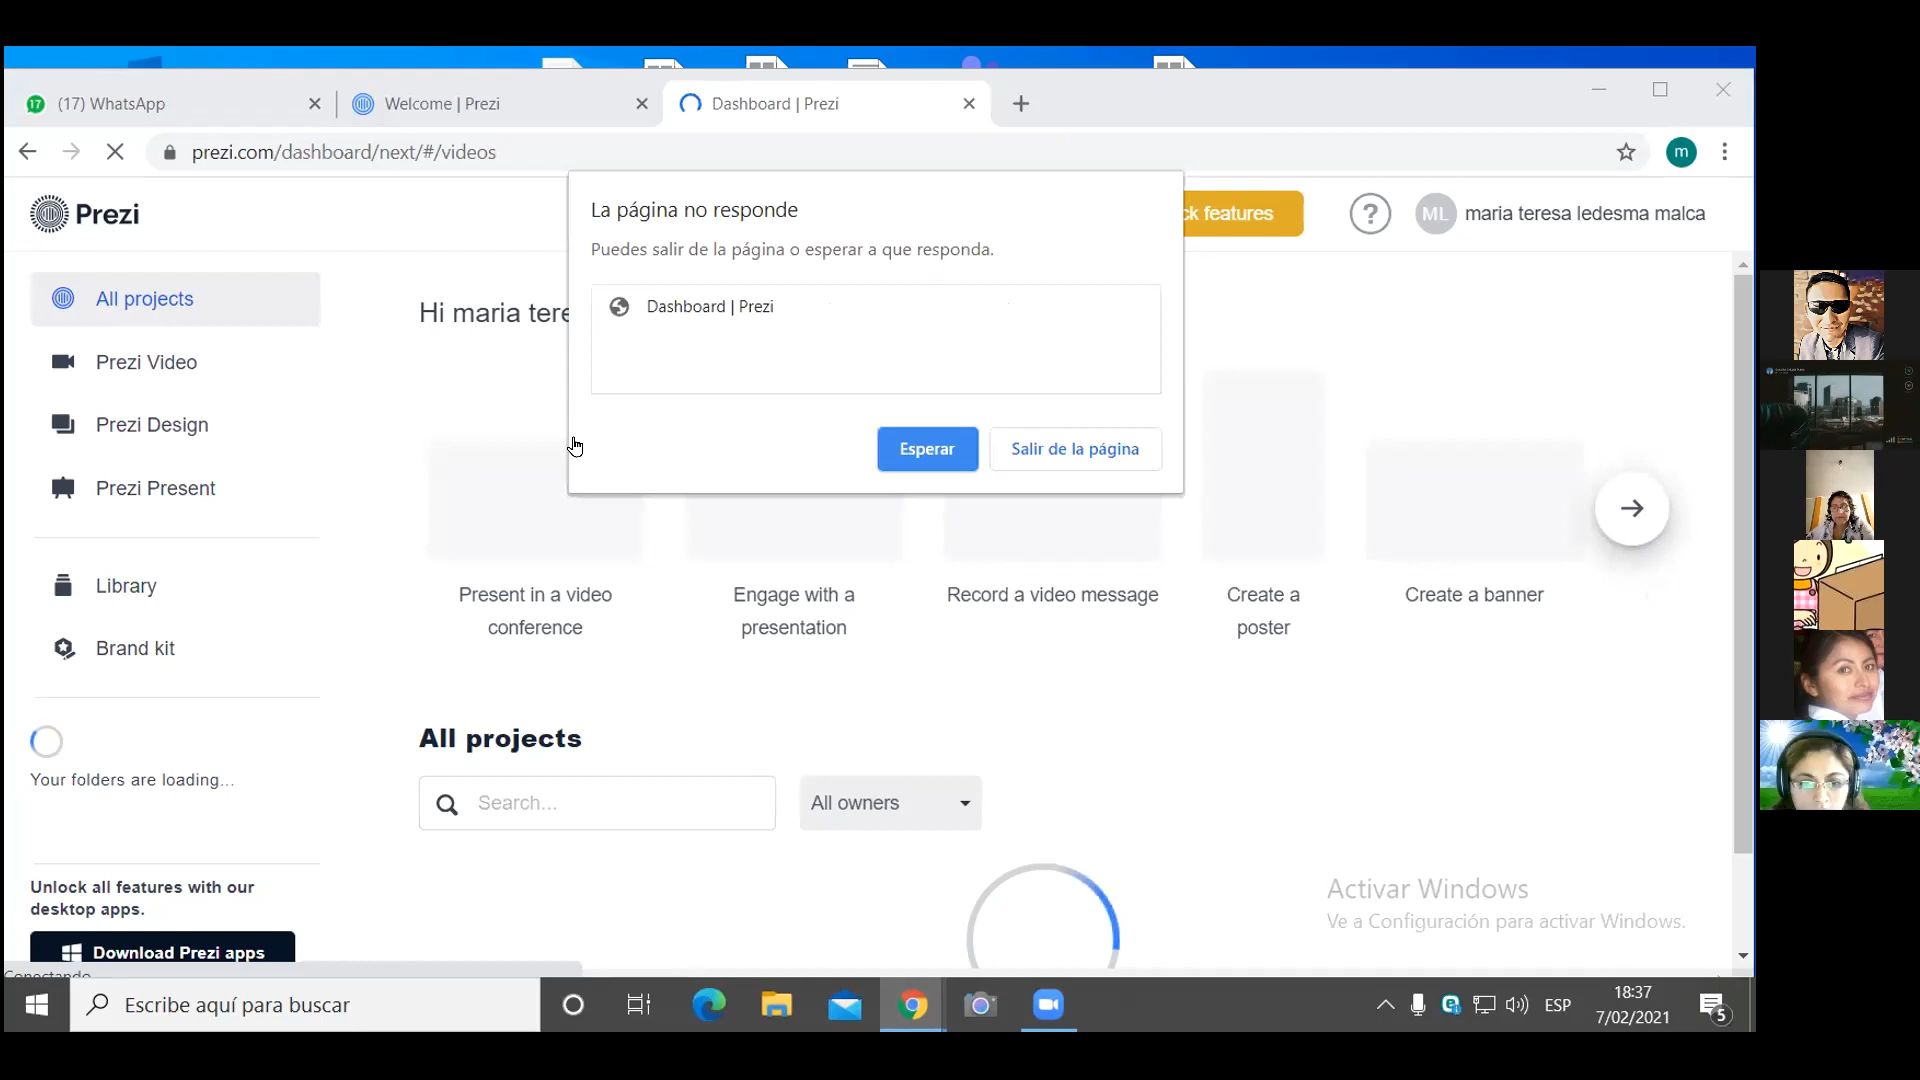 17
(17) WhatsApp
Welcome | Prezi
Dashboard | Prezi
prezi.com/dashboard/next/#/videos
m
Prezi
La página no responde
Puedes salir de la página o esperar a que responda.
Dashboard | Prezi
Esperar
Salir de la página
ck features
?
ML
maria teresa ledesma malca
All projects
Prezi Video
Prezi Design
Prezi Present
Library
Brand kit
Your folders are loading...
Unlock all features with our
desktop apps.
Download Prezi apps
Conectando
Hi maria tere
Present in a video
conference
Engage with a
presentation
Record a video message
Create a
poster
Create a banner
All projects
Search...
All owners
Activar Windows
Ve a Configuración para activar Windows.
Escribe aquí para buscar
ESP
18:37
7/02/2021
5